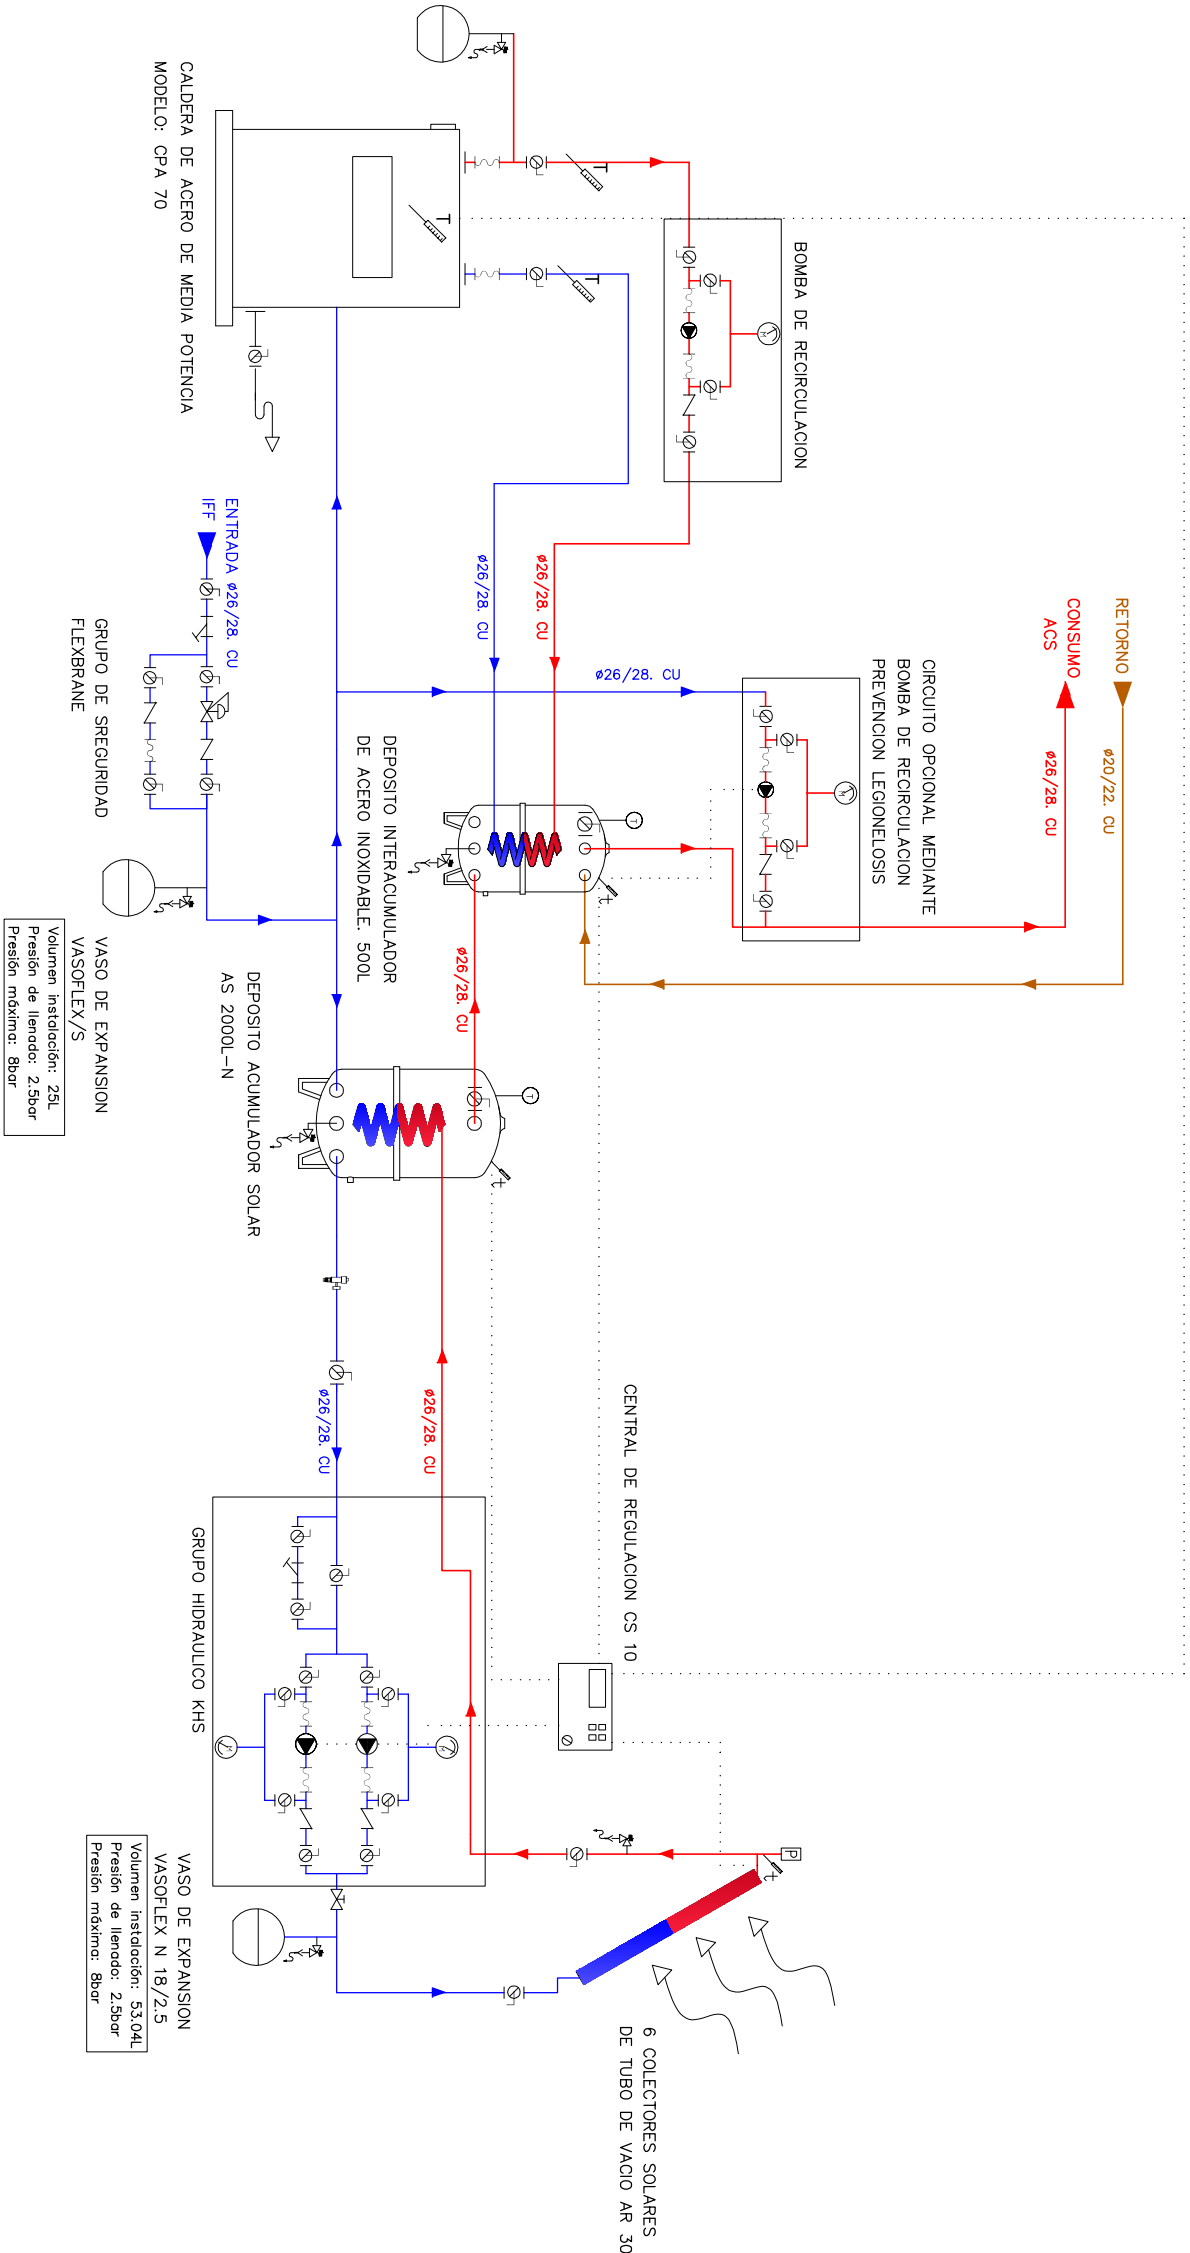 CALDERA DE ACERO DE MEDIA POTENCIA
MODELO: CPA 70
T
T
T
BOMBA DE RECIRCULACION
M
ENTRADA ø26/28. CU
IFF
GRUPO DE SREGURIDAD
FLEXBRANE
ø26/28. CU
ø26/28. CU
ø26/28. CU
RETORNO
CONSUMO
ACS
ø20/22. CU
ø26/28. CU
CIRCUITO OPCIONAL MEDIANTE
BOMBA DE RECIRCULACION
PREVENCION LEGIONELOSIS
M
DEPOSITO INTERACUMULADOR
DE ACERO INOXIDABLE. 500L
T
t
ø26/28. CU
VASO DE EXPANSION
VASOFLEX/S
Volumen instalación: 25L
Presión de llenado: 2.5bar
Presión máxima: 8bar
DEPOSITO ACUMULADOR SOLAR
AS 2000L-N
T
t
ø26/28. CU
ø26/28. CU
CENTRAL DE REGULACION CS 10
GRUPO HIDRAULICO KHS
M
M
P
t
VASO DE EXPANSION
VASOFLEX N 18/2.5
Volumen instalación: 53.04L
Presión de llenado: 2.5bar
Presión máxima: 8bar
6 COLECTORES SOLARES
DE TUBO DE VACIO AR 30